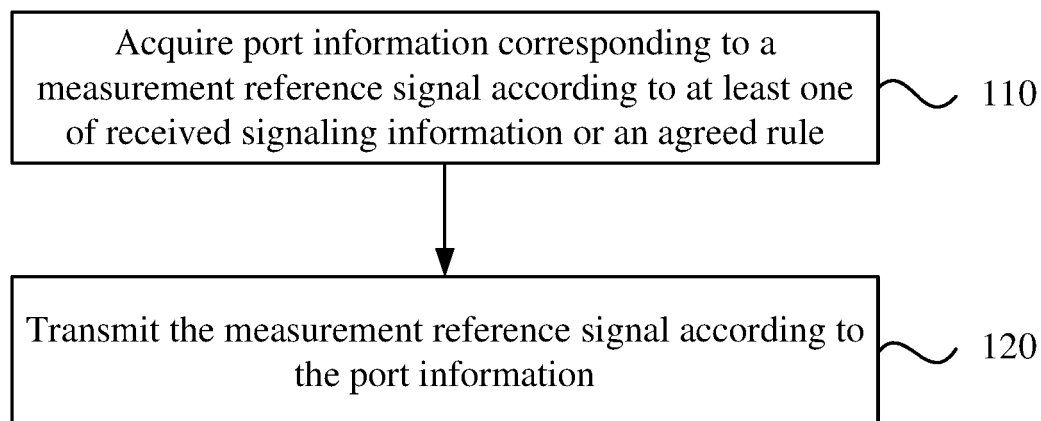 Acquire port information corresponding to a
measurement reference signal according to at least one
of received signaling information or an agreed rule
110
Transmit the measurement reference signal according to
the port information
120